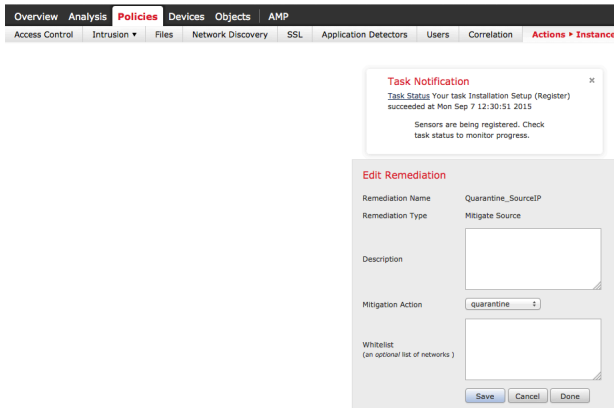 Overview Analysis Policies Devices Objects AMP
Access Control Intrusion ▾ Files Network Discovery SSL Application Detectors Users Correlation Actions ▸ Instance
Task Notification ×
Task Status Your task Installation Setup (Register)
succeeded at Mon Sep 7 12:30:51 2015
Sensors are being registered. Check
task status to monitor progress.
Edit Remediation
Remediation Name Quarantine_SourceIP
Remediation Type Mitigate Source
Description
Mitigation Action quarantine
Whitelist
(an optional list of networks )
Save Cancel Done